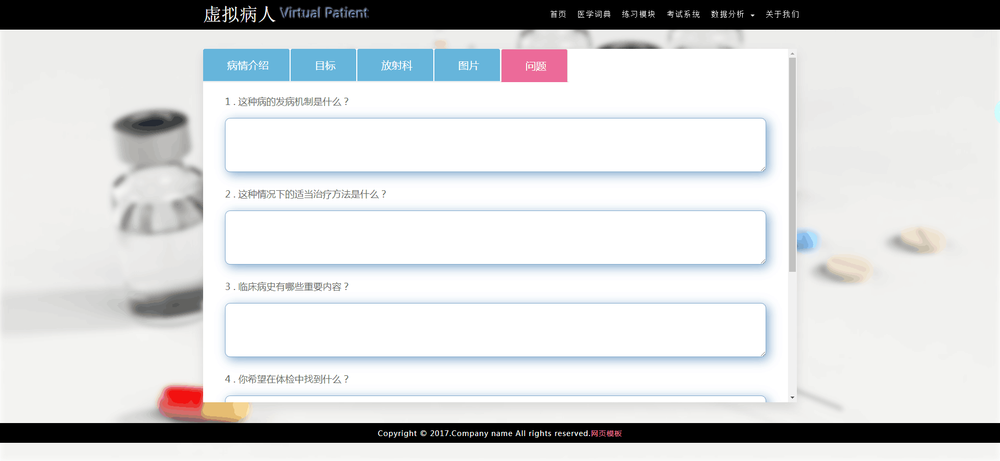 虚拟病人 Virtual Patient 首页 医学词典 练习模块 考试系统 数据分析 关于我们
病情介绍 目标 放射科 图片 问题
1 . 这种病的发病机制是什么？
2 . 这种情况下的适当治疗方法是什么？
3 . 临床病史有哪些重要内容？
4 . 你希望在体检中找到什么？
Copyright © 2017.Company name All rights reserved.网页模板